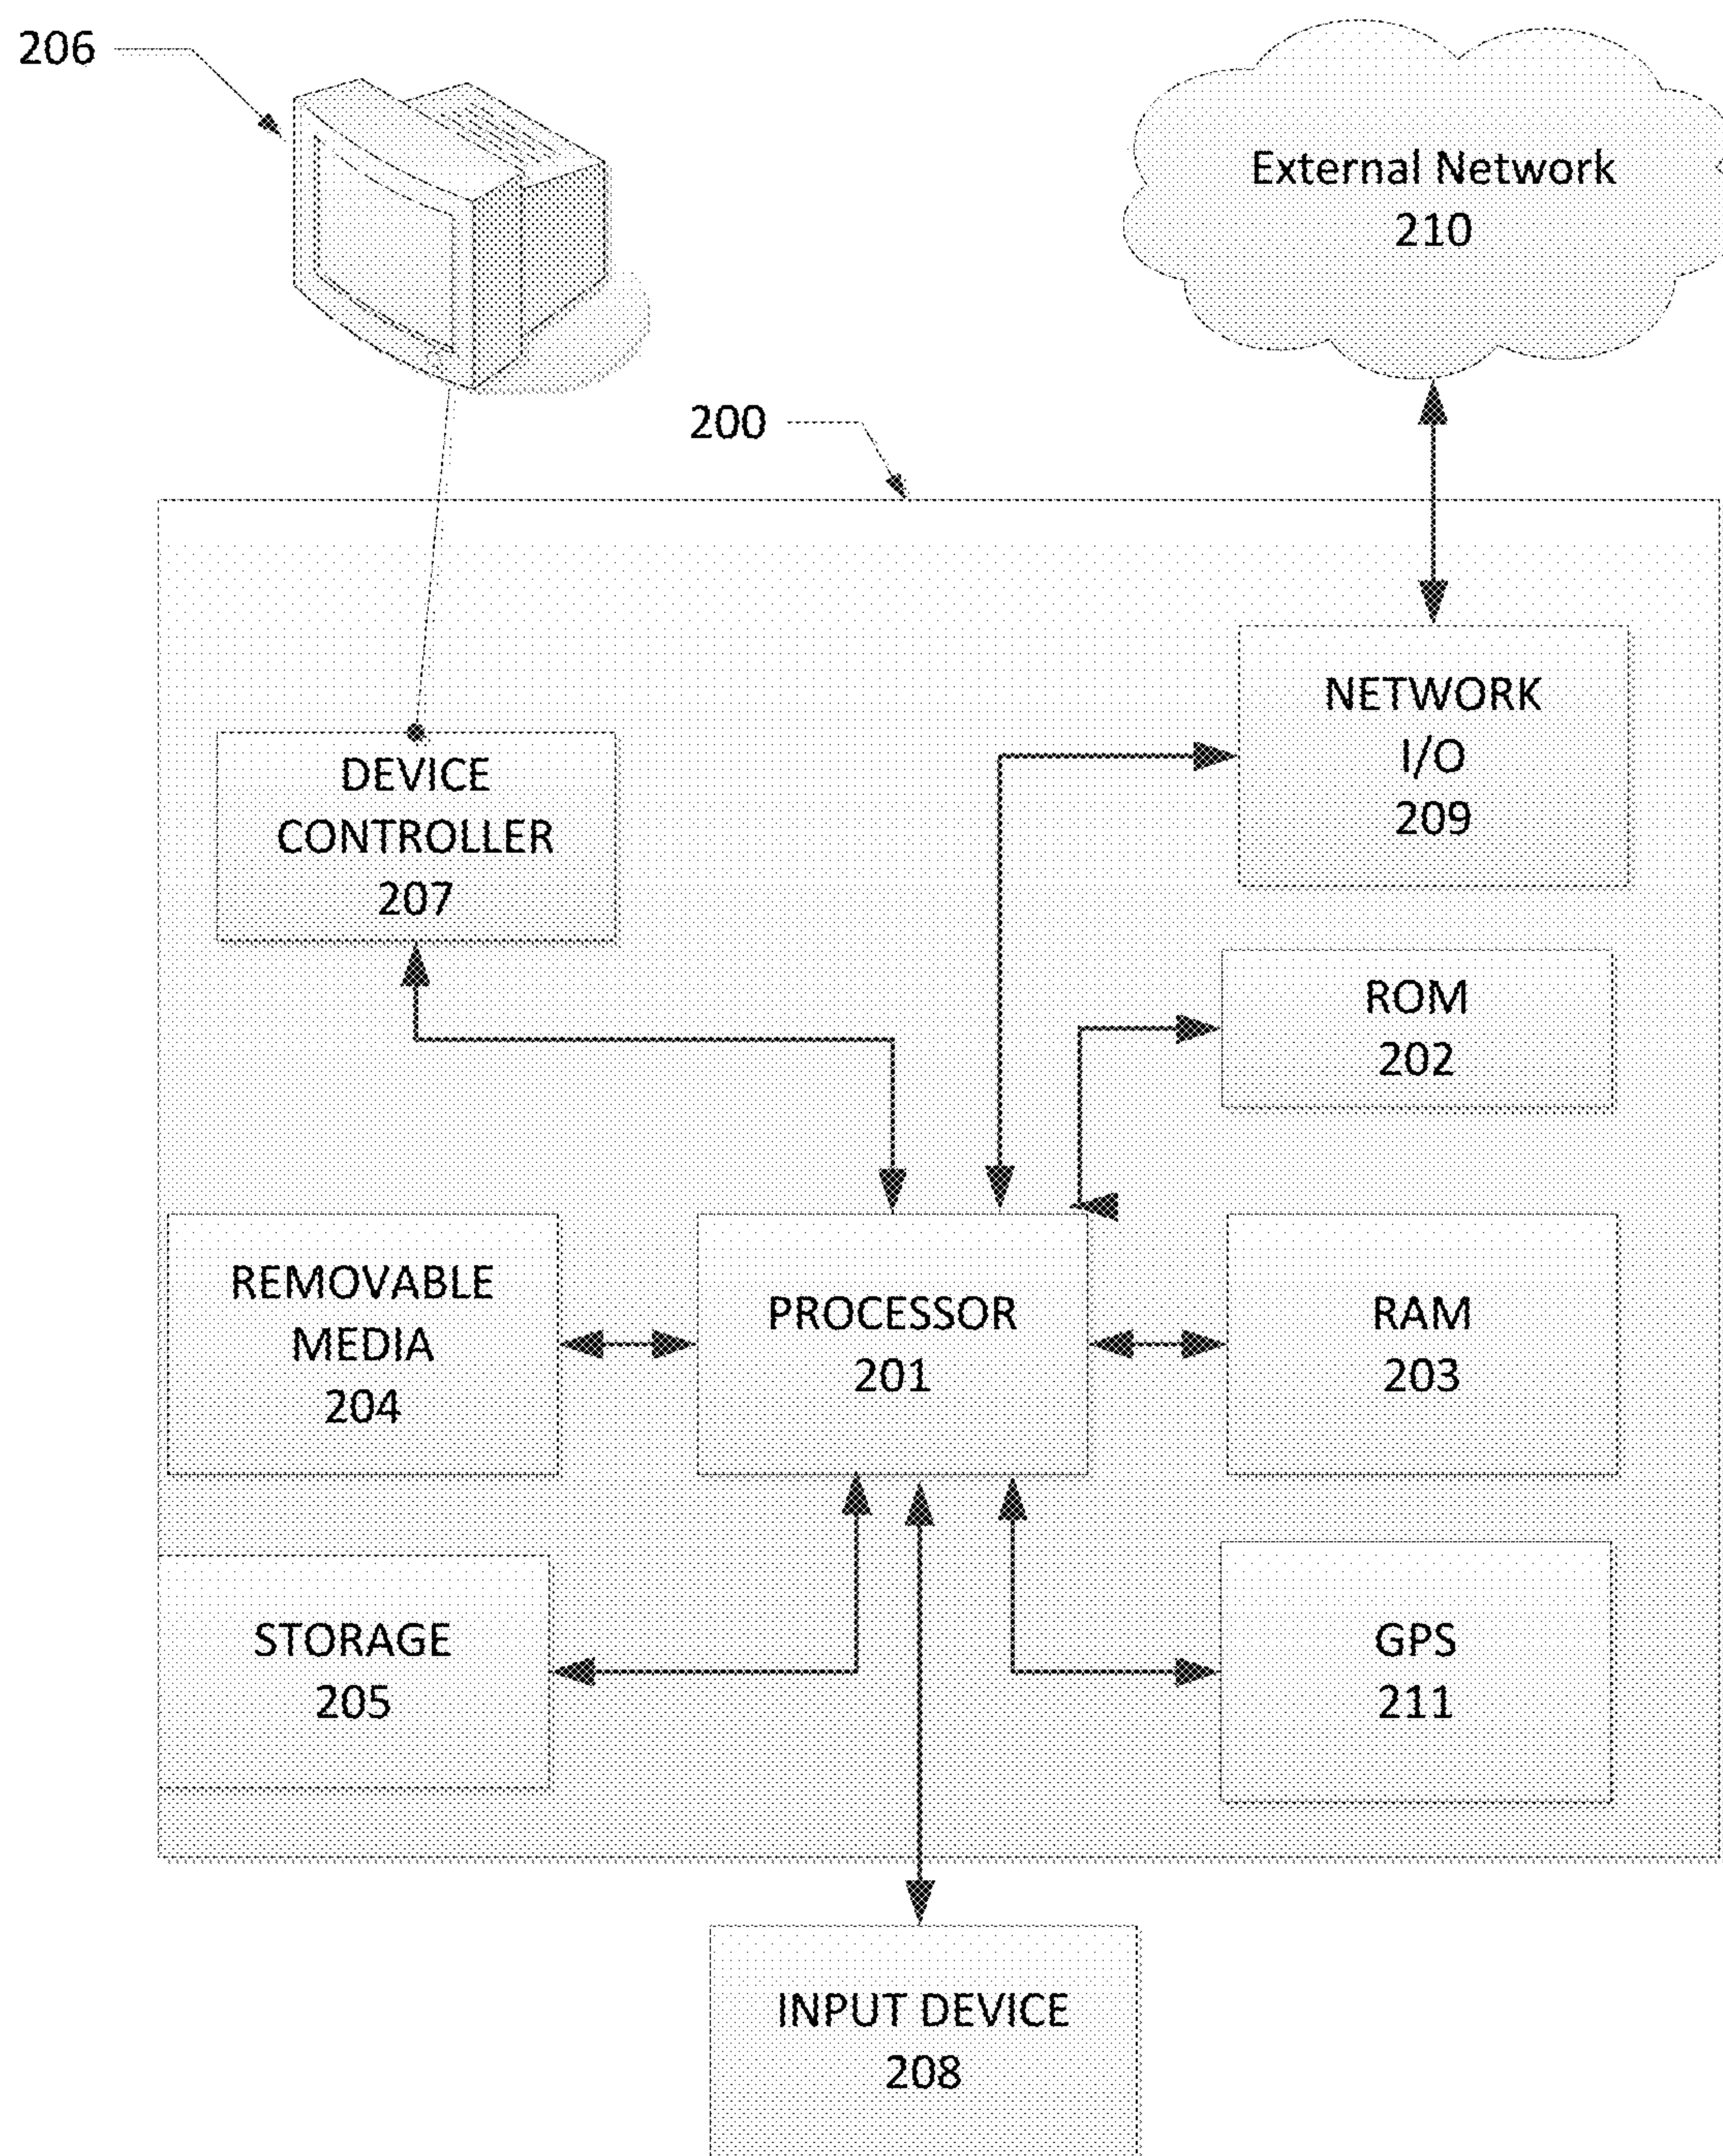 206
External Network
210
200
NETWORK
I/O
209
DEVICE
CONTROLLER
207
ROM
202
REMOVABLE
MEDIA
204
PROCESSOR
201
RAM
203
STORAGE
205
GPS
211
INPUT DEVICE
208